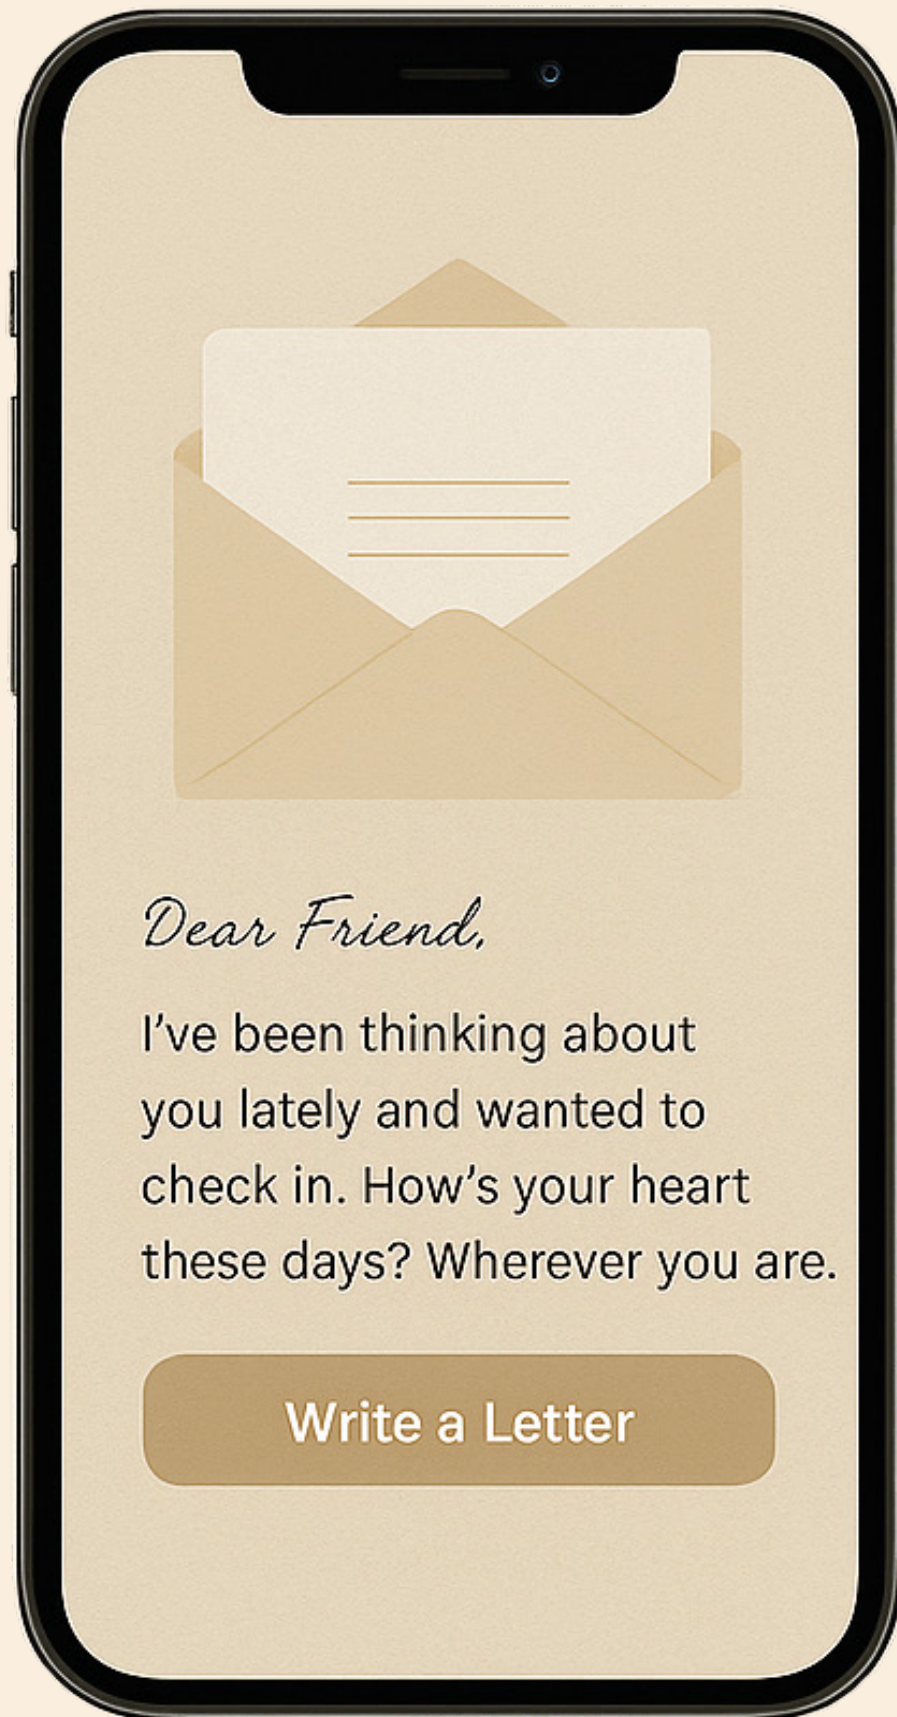 Dear Friend,
I've been thinking about
you lately and wanted to
check in. How's your heart
these days? Wherever you are.
Write a Letter